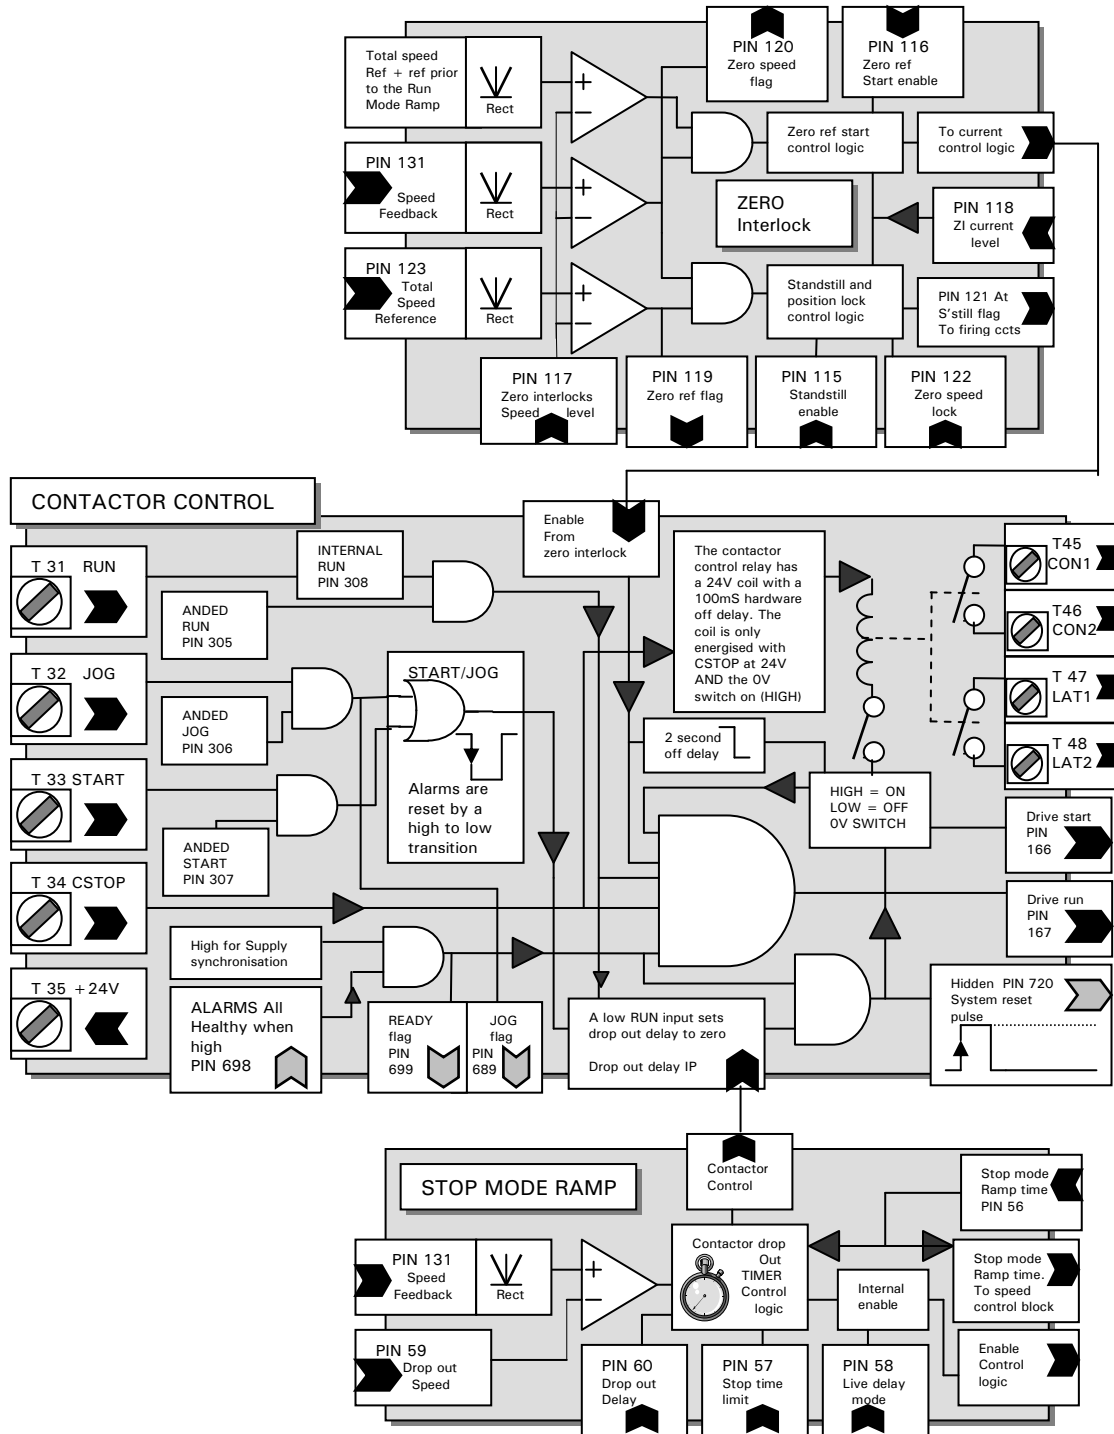 Total speed
Ref + ref prior
to the Run
Mode Ramp
Rect
+
−
PIN 120
Zero speed
flag
PIN 116
Zero ref
Start enable
PIN 131
Speed
Feedback
Rect
+
−
Zero ref start
control logic
To current
control logic
ZERO
Interlock
PIN 118
ZI current
level
PIN 123
Total
Speed
Reference
Rect
+
−
Standstill and
position lock
control logic
PIN 121 At
S'still flag
To firing ccts
PIN 117
Zero interlocks
Speed level
PIN 119
Zero ref flag
PIN 115
Standstill
enable
PIN 122
Zero speed
lock
CONTACTOR CONTROL
Enable
From
zero interlock
T 31 RUN
INTERNAL
RUN
PIN 308
ANDED
RUN
PIN 305
The contactor
control relay has
a 24V coil with a
100mS hardware
off delay. The
coil is only
energised with
CSTOP at 24V
AND the 0V
switch on (HIGH)
T45
CON1
T46
CON2
T 47
LAT1
T 48
LAT2
T 32 JOG
ANDED
JOG
PIN 306
START/JOG
Alarms are
reset by a
high to low
transition
2 second
off delay
HIGH = ON
LOW = OFF
0V SWITCH
T 33 START
ANDED
START
PIN 307
Drive start
PIN
166
T 34 CSTOP
Drive run
PIN
167
High for Supply
synchronisation
T 35 +24V
ALARMS All
Healthy when
high
PIN 698
READY
flag
PIN
699
JOG
flag
PIN
689
A low RUN input sets
drop out delay to zero
Drop out delay IP
Hidden PIN 720
System reset
pulse
STOP MODE RAMP
Contactor
Control
Stop mode
Ramp time
PIN 56
PIN 131
Speed
Feedback
Rect
+
−
Contactor drop
Out
TIMER
Control
logic
Internal
enable
Stop mode
Ramp time.
To speed
control block
PIN 59
Drop out
Speed
PIN 60
Drop out
Delay
PIN 57
Stop time
limit
PIN 58
Live delay
mode
Enable
Control
logic